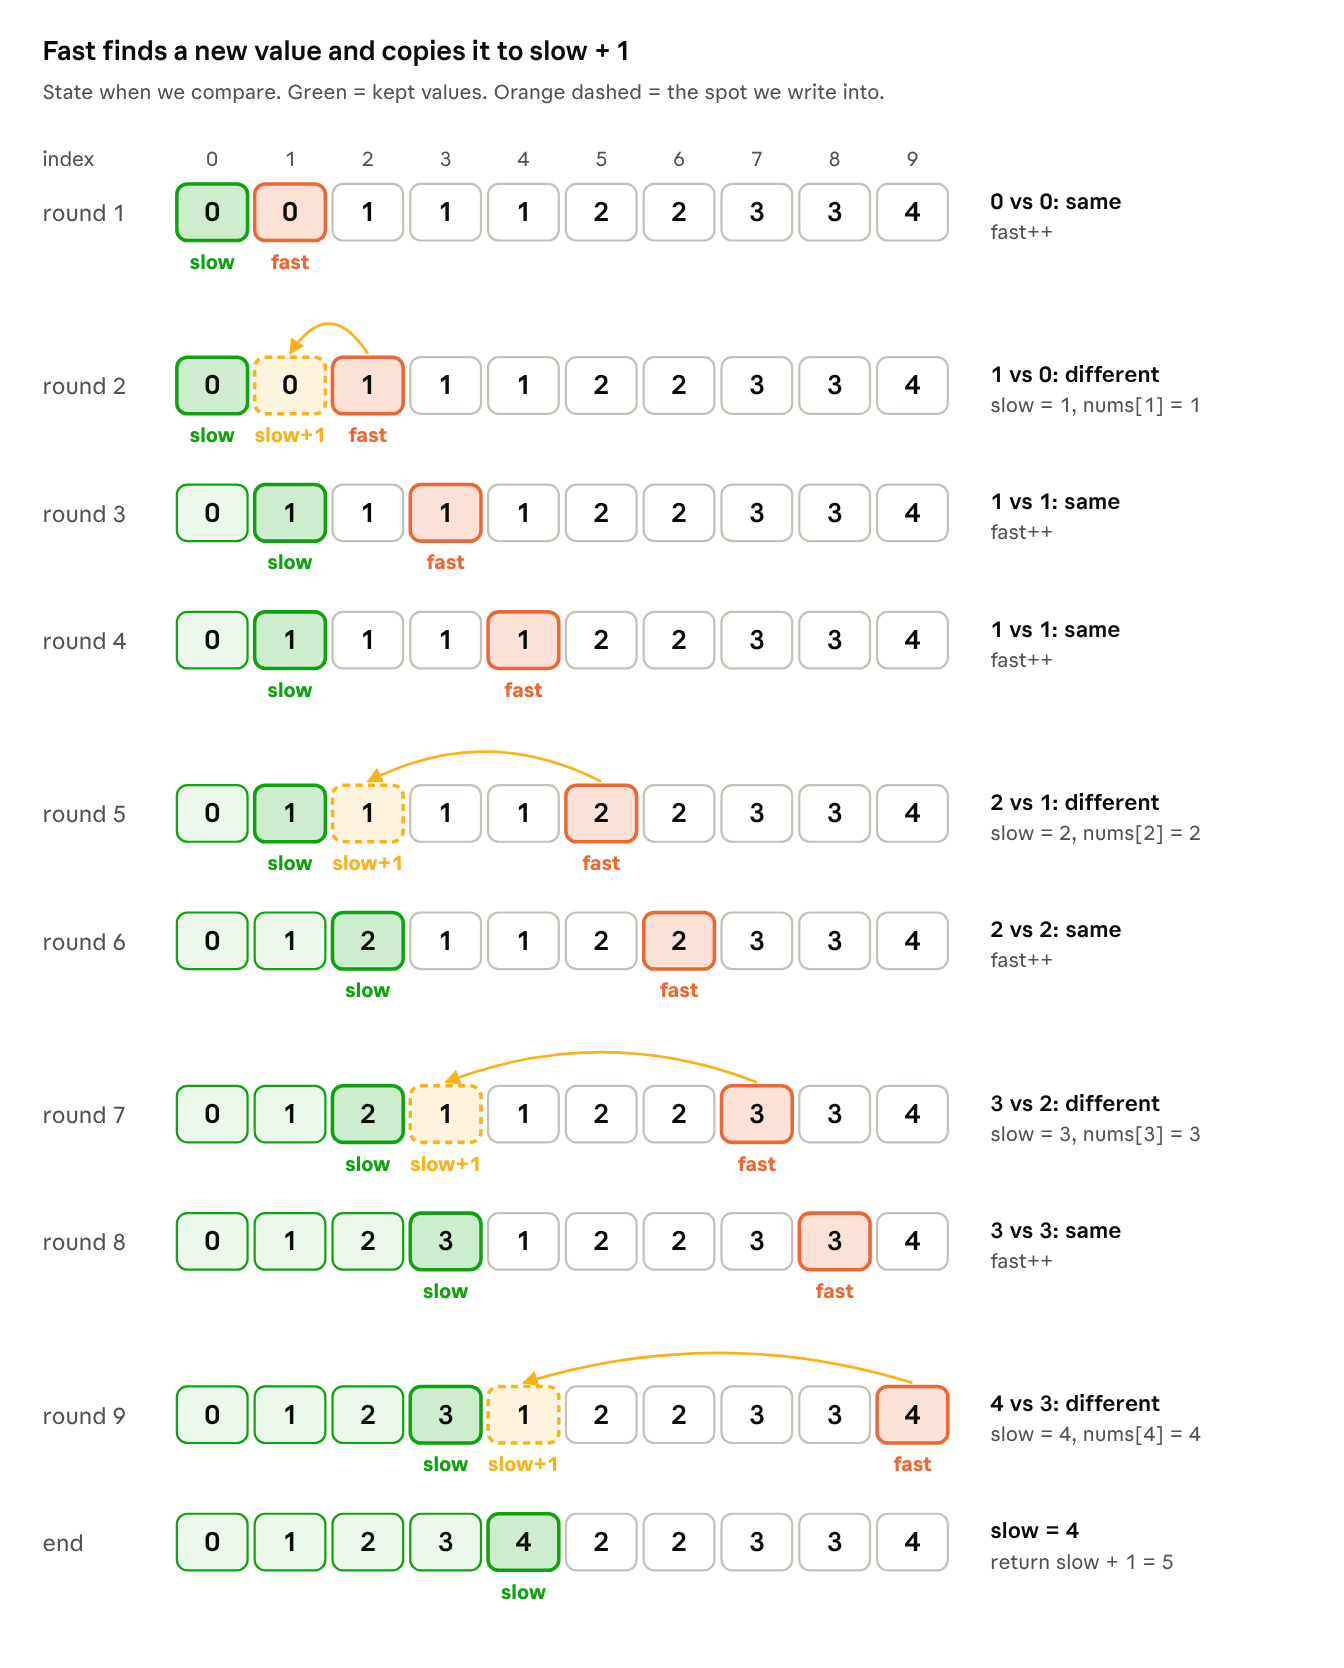 Fast finds a new value and copies it to slow + 1
State when we compare. Green = kept values. Orange dashed = the spot we write into.
index 0 1 2 3 4 5 6 7 8 9
round 1 0 0 1 1 1 2 2 3 3 4 0 vs 0: same
fast++
slow fast
round 2 0 0 1 1 1 2 2 3 3 4 1 vs 0: different
slow = 1, nums[1] = 1
slow slow+1 fast
round 3 0 1 1 1 1 2 2 3 3 4 1 vs 1: same
fast++
slow fast
round 4 0 1 1 1 1 2 2 3 3 4 1 vs 1: same
fast++
slow fast
round 5 0 1 1 1 1 2 2 3 3 4 2 vs 1: different
slow = 2, nums[2] = 2
slow slow+1 fast
round 6 0 1 2 1 1 2 2 3 3 4 2 vs 2: same
fast++
slow fast
round 7 0 1 2 1 1 2 2 3 3 4 3 vs 2: different
slow = 3, nums[3] = 3
slow slow+1 fast
round 8 0 1 2 3 1 2 2 3 3 4 3 vs 3: same
fast++
slow fast
round 9 0 1 2 3 1 2 2 3 3 4 4 vs 3: different
slow = 4, nums[4] = 4
slow slow+1 fast
end 0 1 2 3 4 2 2 3 3 4 slow = 4
return slow + 1 = 5
slow